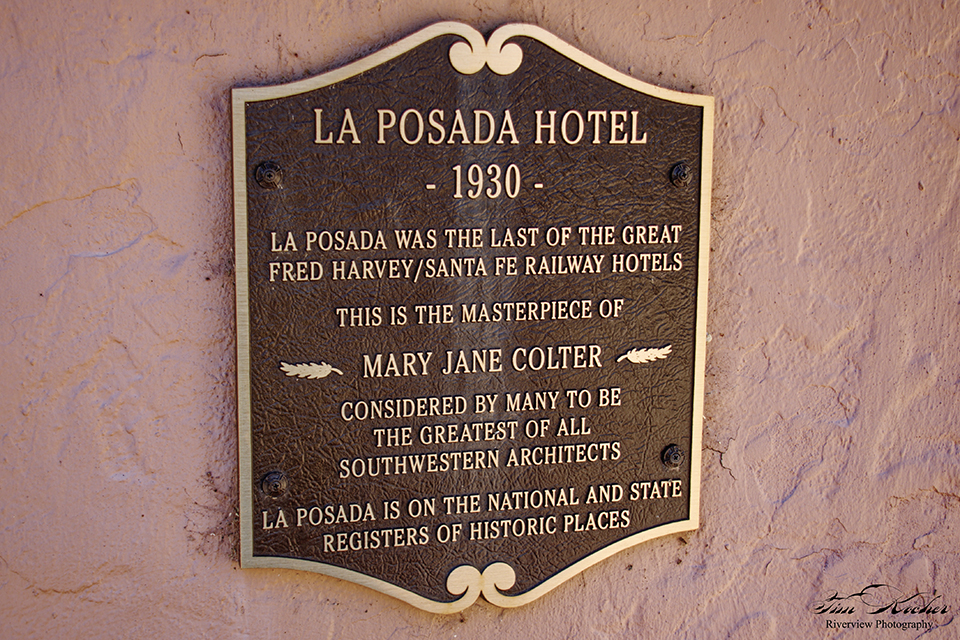 LA POSADA HOTEL
- 1930 -
LA POSADA WAS THE LAST OF THE GREAT
FRED HARVEY/SANTA FE RAILWAY HOTELS
THIS IS THE MASTERPIECE OF
MARY JANE COLTER
CONSIDERED BY MANY TO BE
THE GREATEST OF ALL
SOUTHWESTERN ARCHITECTS
LA POSADA IS ON THE NATIONAL AND STATE
REGISTERS OF HISTORIC PLACES
Tim
Riverview Photography